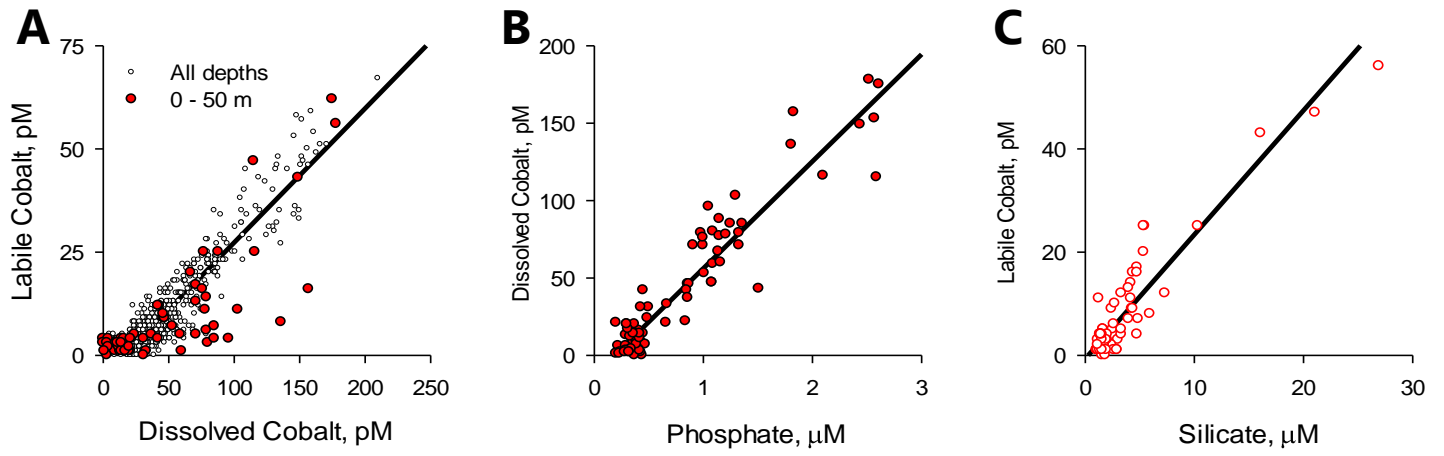 A
75
50
25
0
Labile Cobalt, pM
All depths
0 - 50 m
0 50 100 150 200 250
Dissolved Cobalt, pM
B
200
150
100
50
0
Dissolved Cobalt, pM
0 1 2 3
Phosphate, μM
C
60
40
20
0
Labile Cobalt, pM
0 10 20 30
Silicate, μM